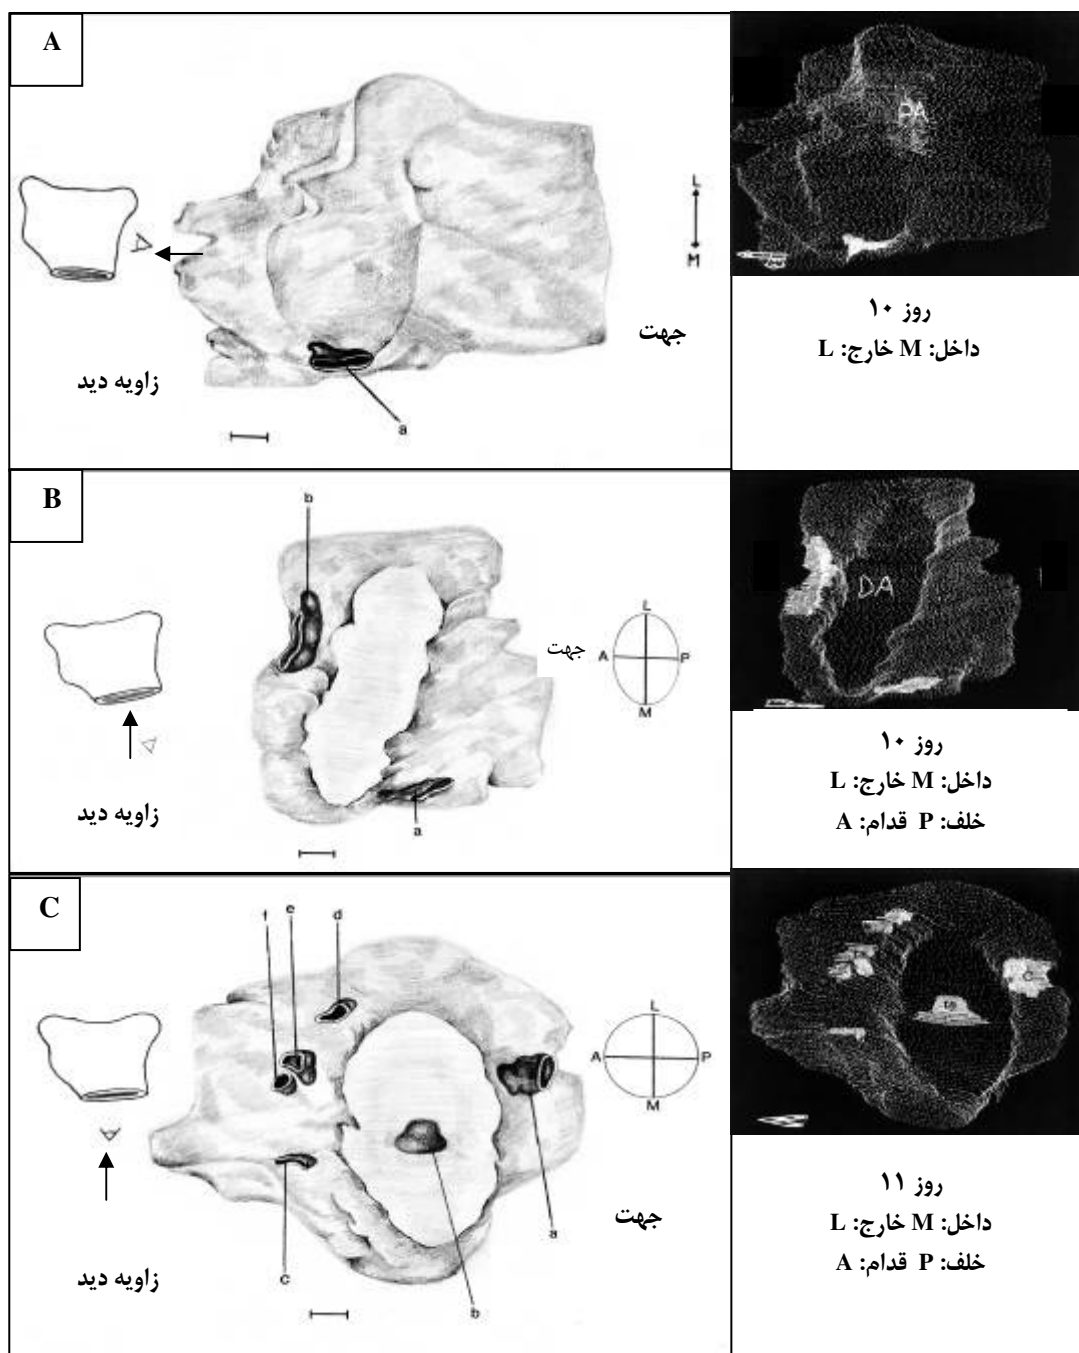 A
DA
L
M
جهت
زاویه دید
a
روز ۱۰
داخل: M خارج: L
B
b
DA
L
A
P
M
جهت
زاویه دید
a
روز ۱۰
داخل: M خارج: L
خلف: P قدام: A
C
f
e
d
L
A
P
M
جهت
زاویه دید
a
b
c
روز ۱۱
داخل: M خارج: L
خلف: P قدام: A